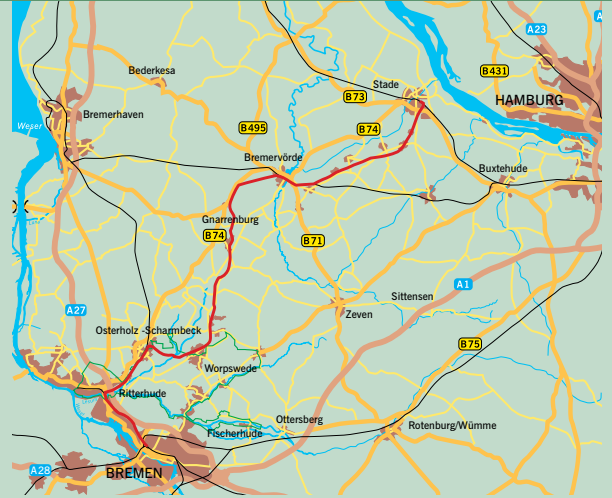 A23
Bederkesa
B431
Stade
B73
HAMBURG
Bremerhaven
Weser
B495
B74
Bremervörde
Buxtehude
Gnarrenburg
B74
B71
A1
Sittensen
A27
Zeven
Osterholz -Scharmbeck
B75
Worpswede
Ritterhude
Ottersberg
Rotenburg/Wümme
Fischerhude
A28
BREMEN